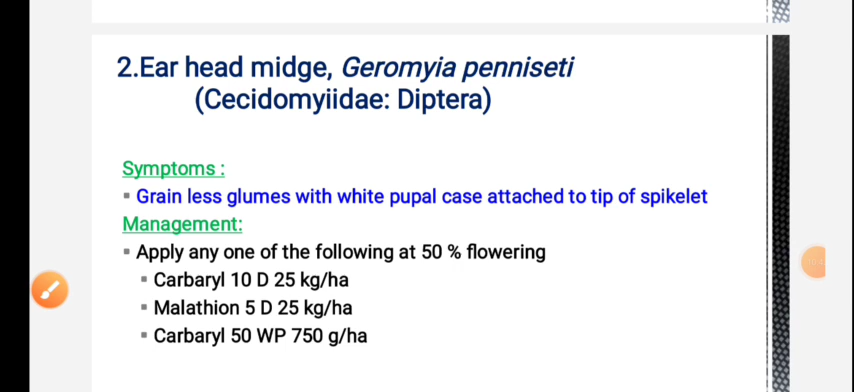 2.Ear head midge, Geromyia penniseti
(Cecidomyiidae: Diptera)
Symptoms :
▪ Grain less glumes with white pupal case attached to tip of spikelet
Management:
▪ Apply any one of the following at 50 % flowering
▪ Carbaryl 10 D 25 kg/ha
▪ Malathion 5 D 25 kg/ha
▪ Carbaryl 50 WP 750 g/ha